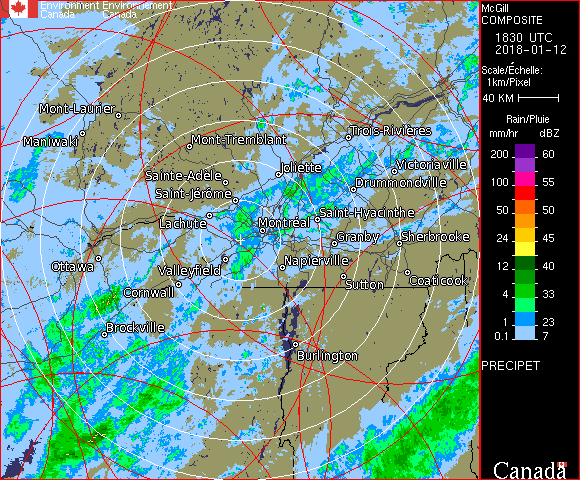 Environment Environnement
Canada Canada
Mont-Laurier
Maniwaki
Mont-Tremblant
Trois-Rivières
Sainte-Adèle
Joliette
Victoriaville
Saint-Jérôme
Drummondville
Lachute
Montréal
Saint-Hyacinthe
Granby
Sherbrooke
Ottawa
Valleyfield
Napierville
Cornwall
Sutton
Coaticook
Brockville
Burlington
McGill
COMPOSITE
1830 UTC
2018-01-12
Scale/Échelle:
1km/Pixel
40 KM
Rain/Pluie
mm/hr dBZ
200 60
100 55
50 50
24 45
12 40
4 33
1 23
0.1 7
PRECIPET
Canada